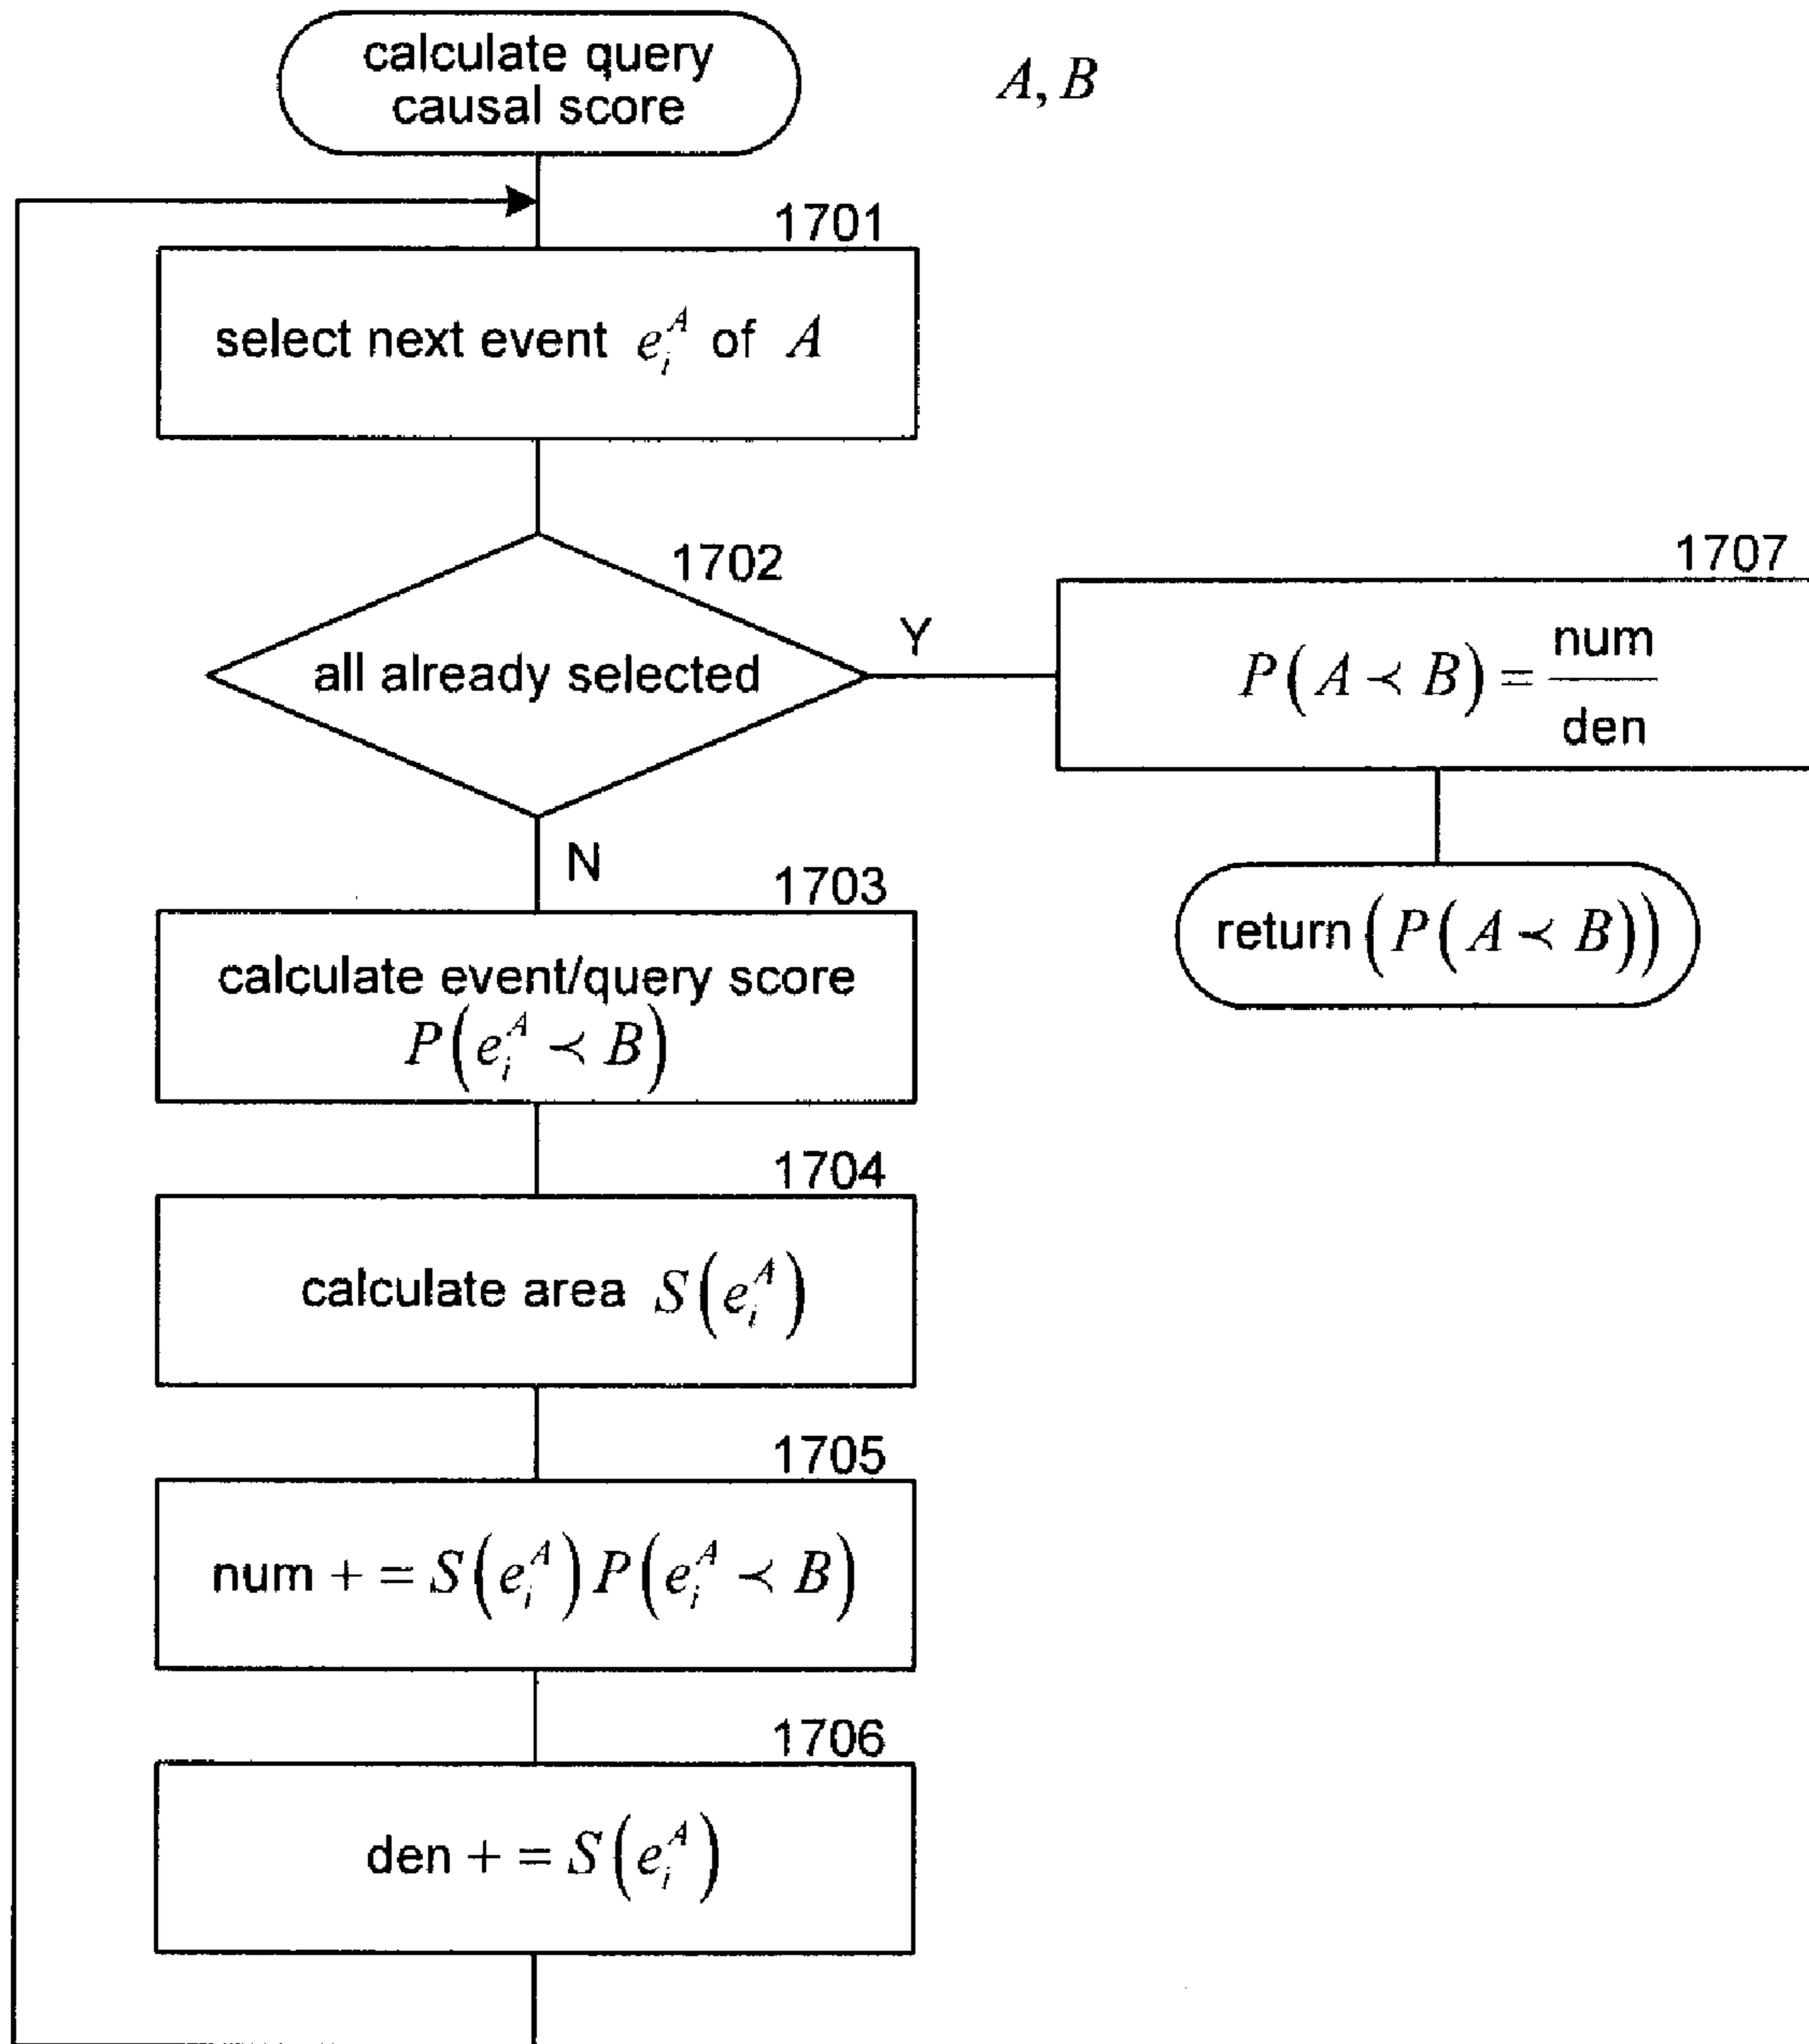 calculate query
causal score
A, B
1701
select next event e_i^A of A
1702
all already selected
Y
N
1707
P(A ≺ B) = num/den
return (P(A ≺ B))
1703
calculate event/query score
P(e_i^A ≺ B)
1704
calculate area S(e_i^A)
1705
num + = S(e_i^A) P(e_i^A ≺ B)
1706
den + = S(e_i^A)